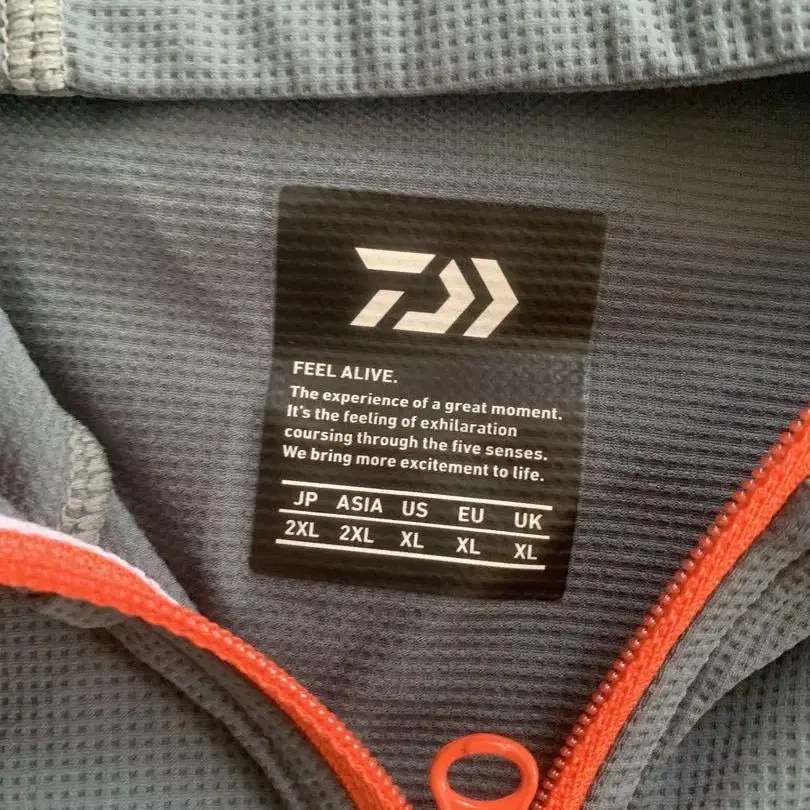 FEEL ALIVE.
The experience of a great moment.
It's the feeling of exhilaration
coursing through the five senses.
We bring more excitement to life.
JP ASIA US EU UK
2XL 2XL XL XL XL